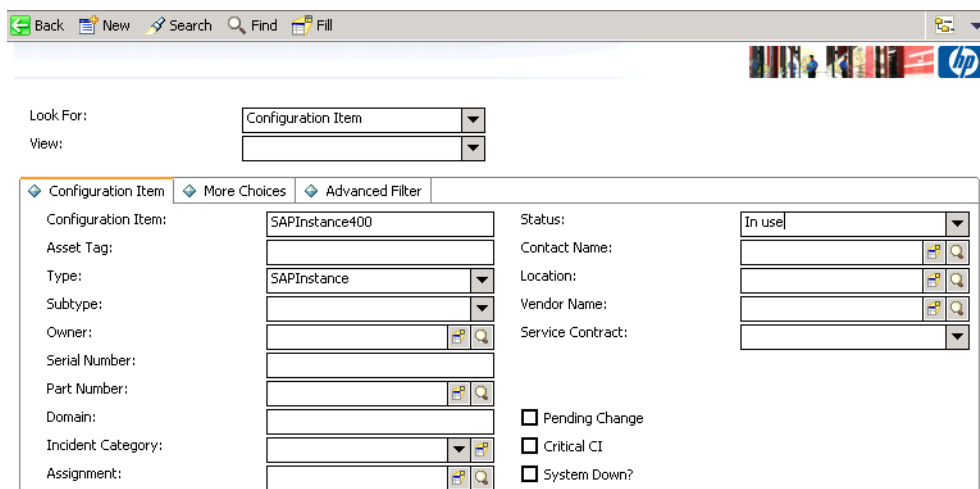 Back New Search Find Fill
hp
Look For: Configuration Item
View:
Configuration Item More Choices Advanced Filter
Configuration Item: SAPInstance400 Status: In use
Asset Tag: Contact Name:
Type: SAPInstance Location:
Subtype: Vendor Name:
Owner: Service Contract:
Serial Number:
Part Number:
Domain: Pending Change
Incident Category: Critical CI
Assignment: System Down?